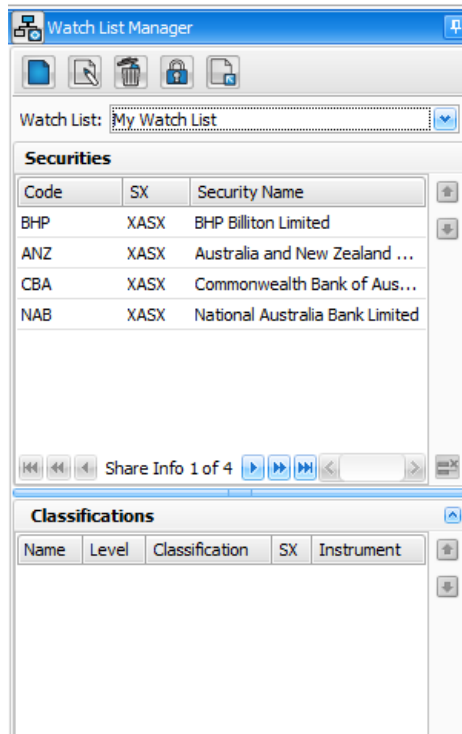 Watch List Manager
Watch List: My Watch List
Securities
Code SX Security Name
BHP XASX BHP Billiton Limited
ANZ XASX Australia and New Zealand ...
CBA XASX Commonwealth Bank of Aus...
NAB XASX National Australia Bank Limited
Share Info 1 of 4
Classifications
Name Level Classification SX Instrument